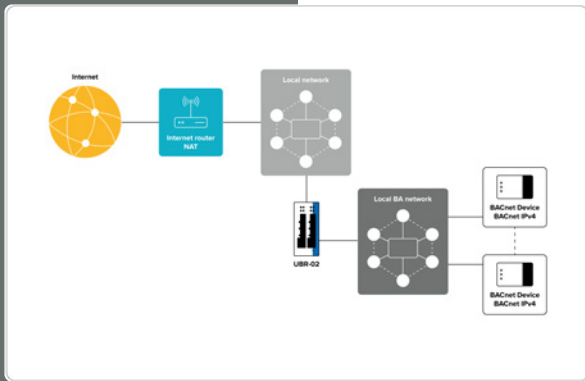 Internet
Internet router
NAT
Local network
UBR-02
Local BA network
BACnet Device
BACnet IPv4
BACnet Device
BACnet IPv4